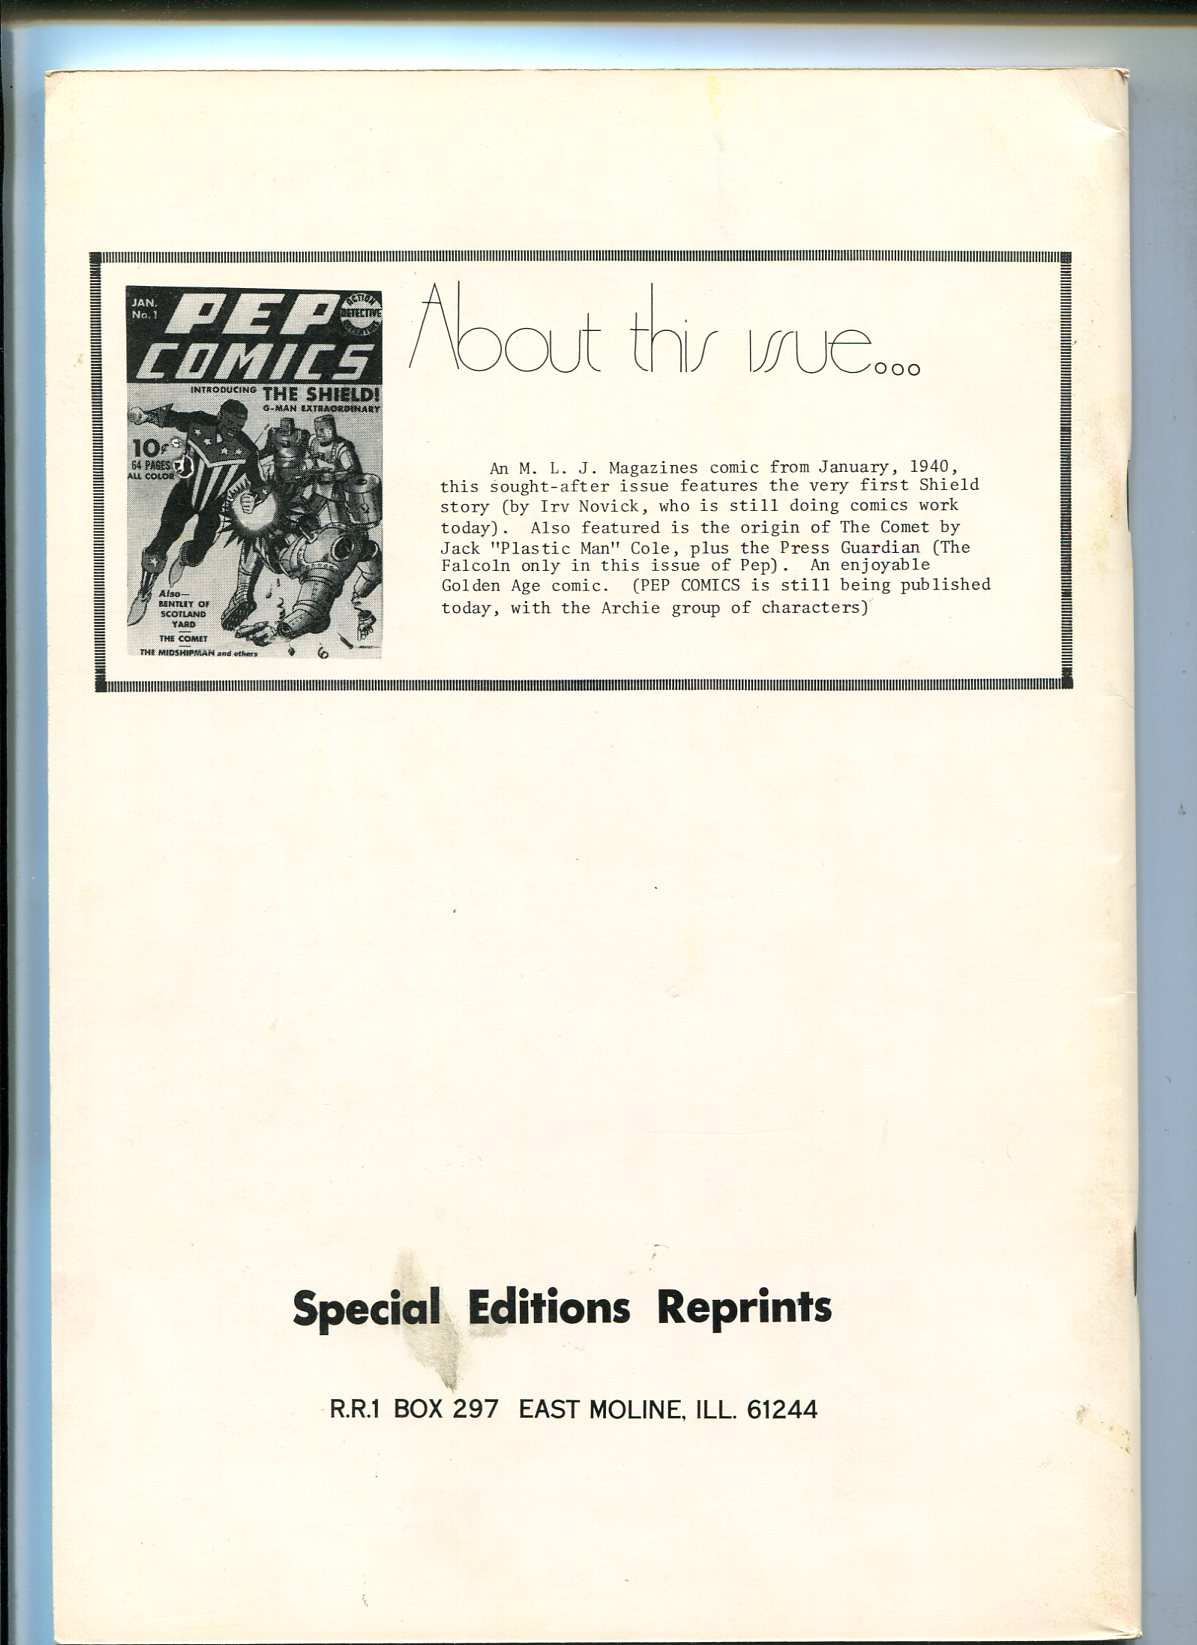 JAN.
No. 1
PEP
COMICS
ACTION
DETECTIVE
ADVENTURE
INTRODUCING THE SHIELD!
G-MAN EXTRAORDINARY
10¢
64 PAGES
ALL COLOR
Also—
BENTLEY OF
SCOTLAND
YARD
THE COMET
THE MIDSHIPMAN and others
About this issue...
An M. L. J. Magazines comic from January, 1940,
this sought-after issue features the very first Shield
story (by Irv Novick, who is still doing comics work
today). Also featured is the origin of The Comet by
Jack "Plastic Man" Cole, plus the Press Guardian (The
Falcoln only in this issue of Pep). An enjoyable
Golden Age comic. (PEP COMICS is still being published
today, with the Archie group of characters)
Special Editions Reprints
R.R.1 BOX 297 EAST MOLINE, ILL. 61244